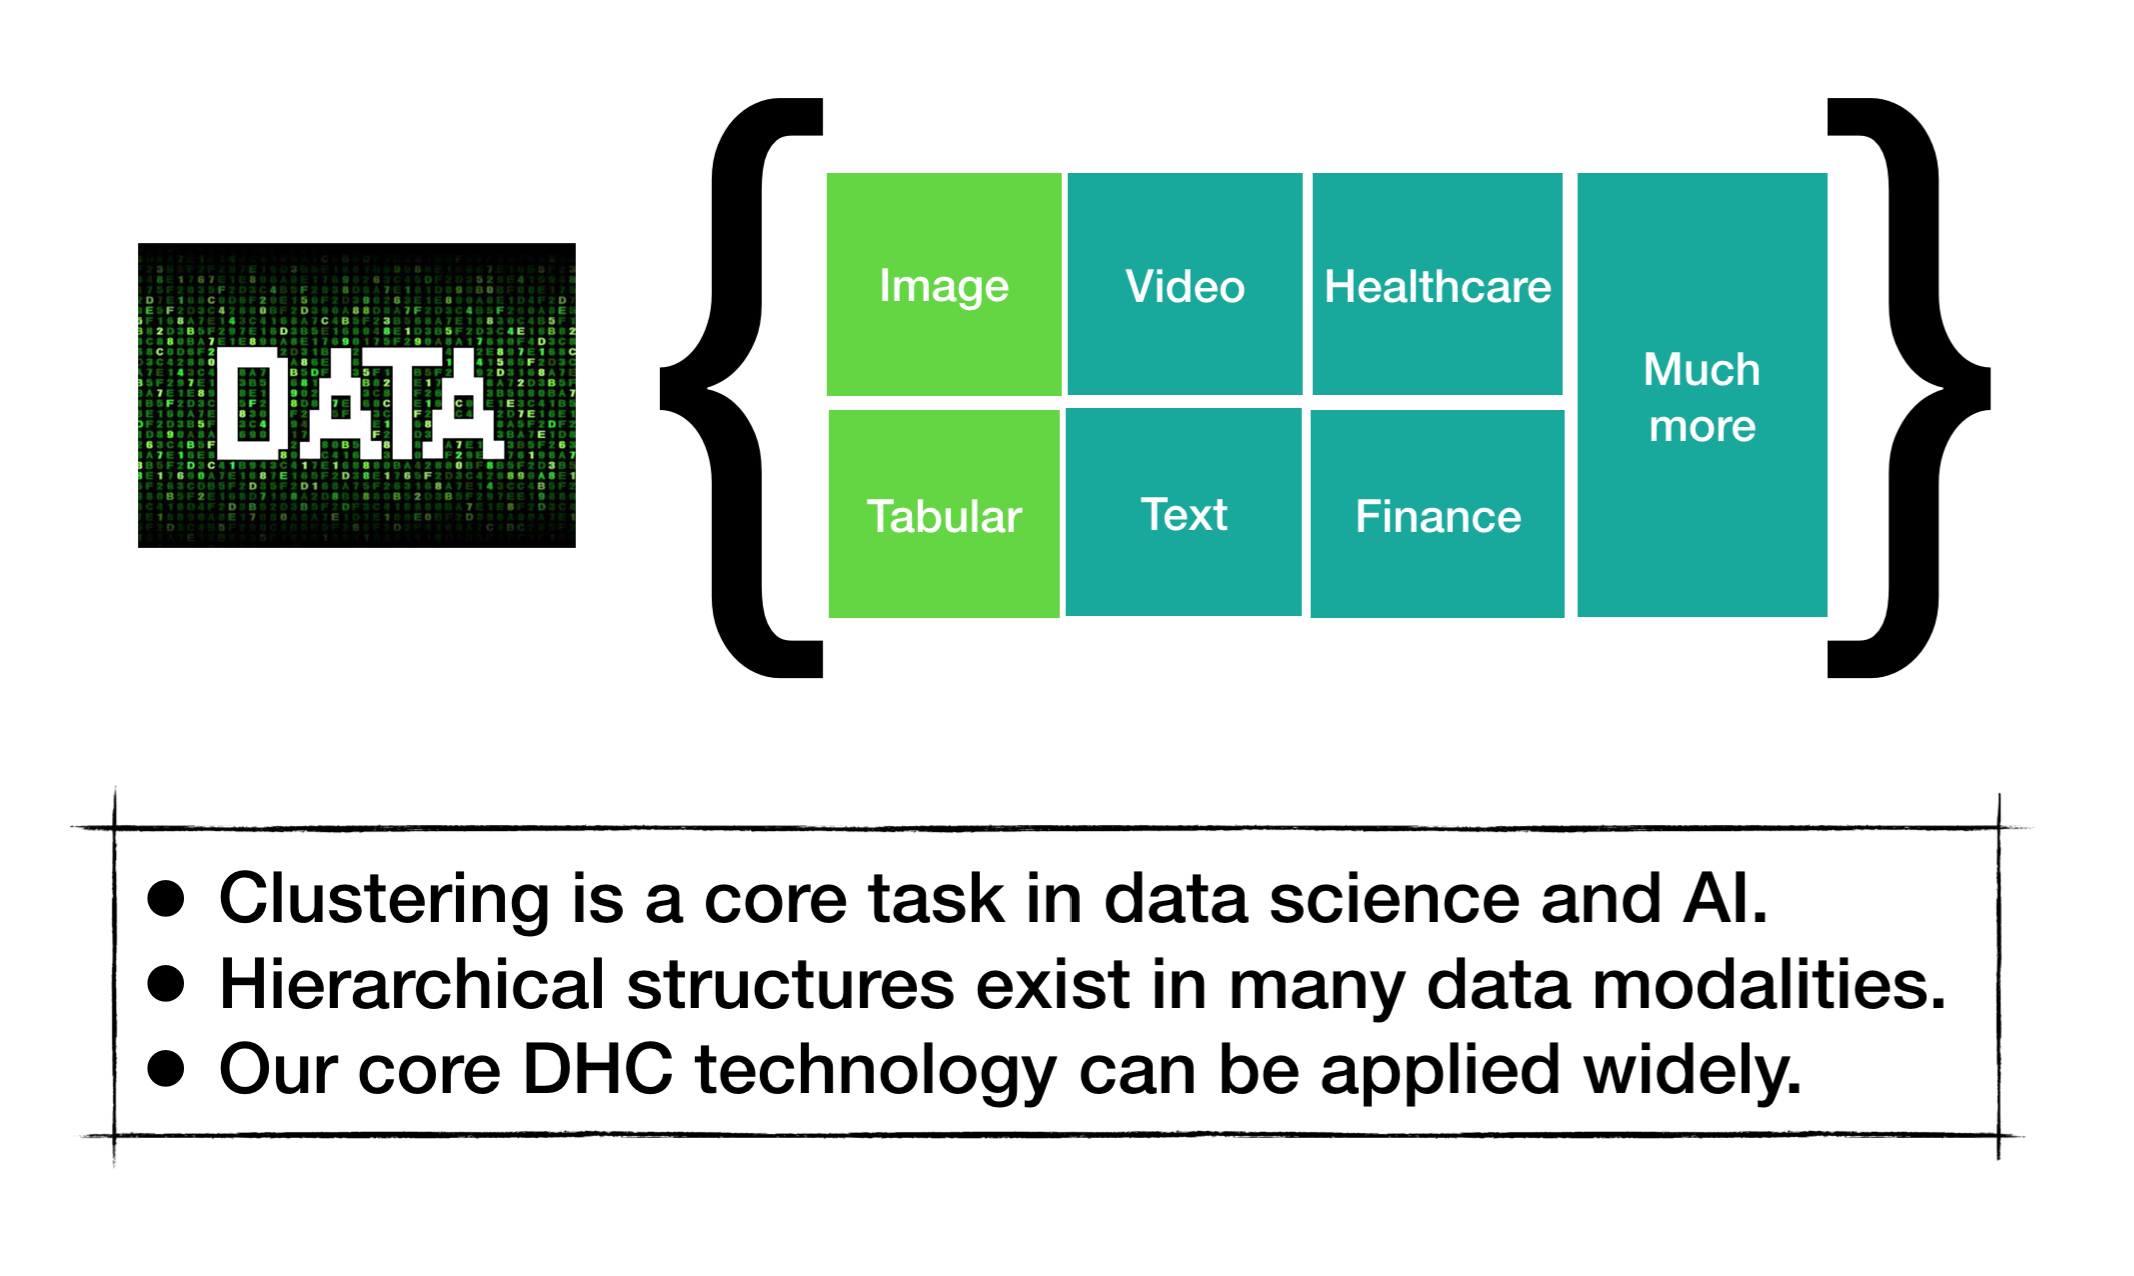 DATA
Image
Video
Healthcare
Much
more
Tabular
Text
Finance
• Clustering is a core task in data science and AI.
• Hierarchical structures exist in many data modalities.
• Our core DHC technology can be applied widely.